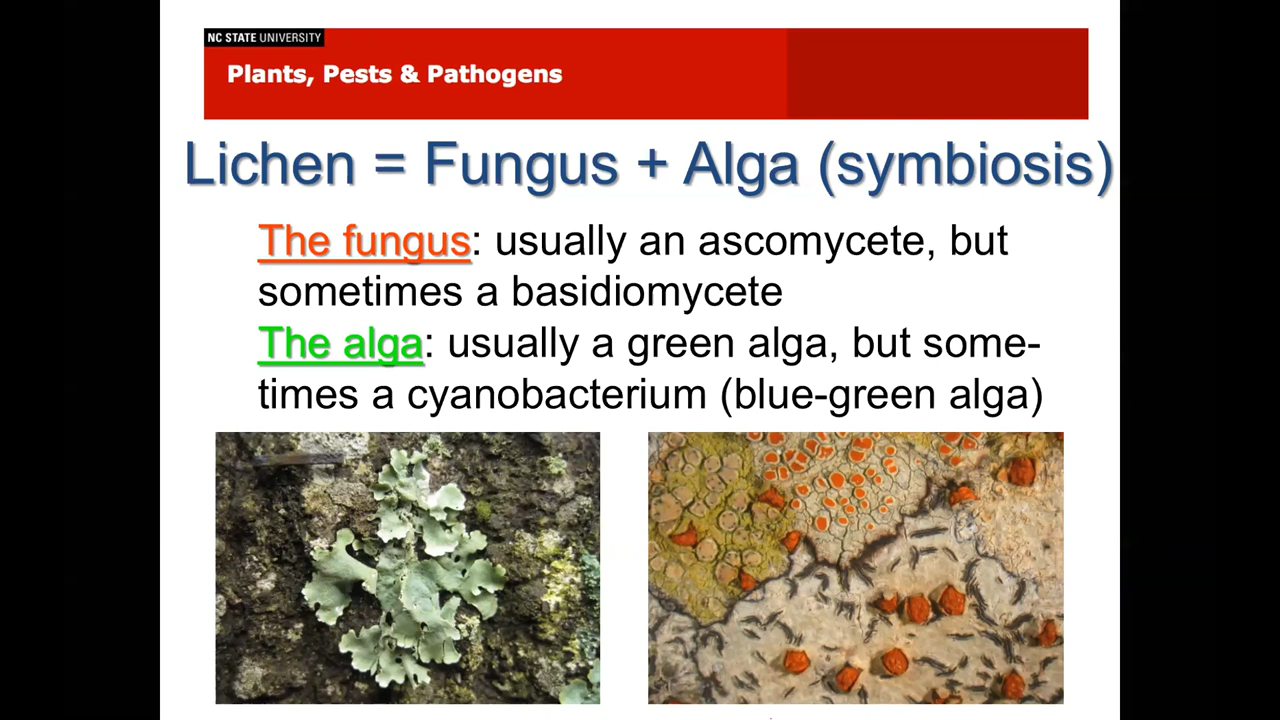 NC STATE UNIVERSITY
Plants, Pests & Pathogens
Lichen = Fungus + Alga (symbiosis)
The fungus: usually an ascomycete, but
sometimes a basidiomycete
The alga: usually a green alga, but some-
times a cyanobacterium (blue-green alga)